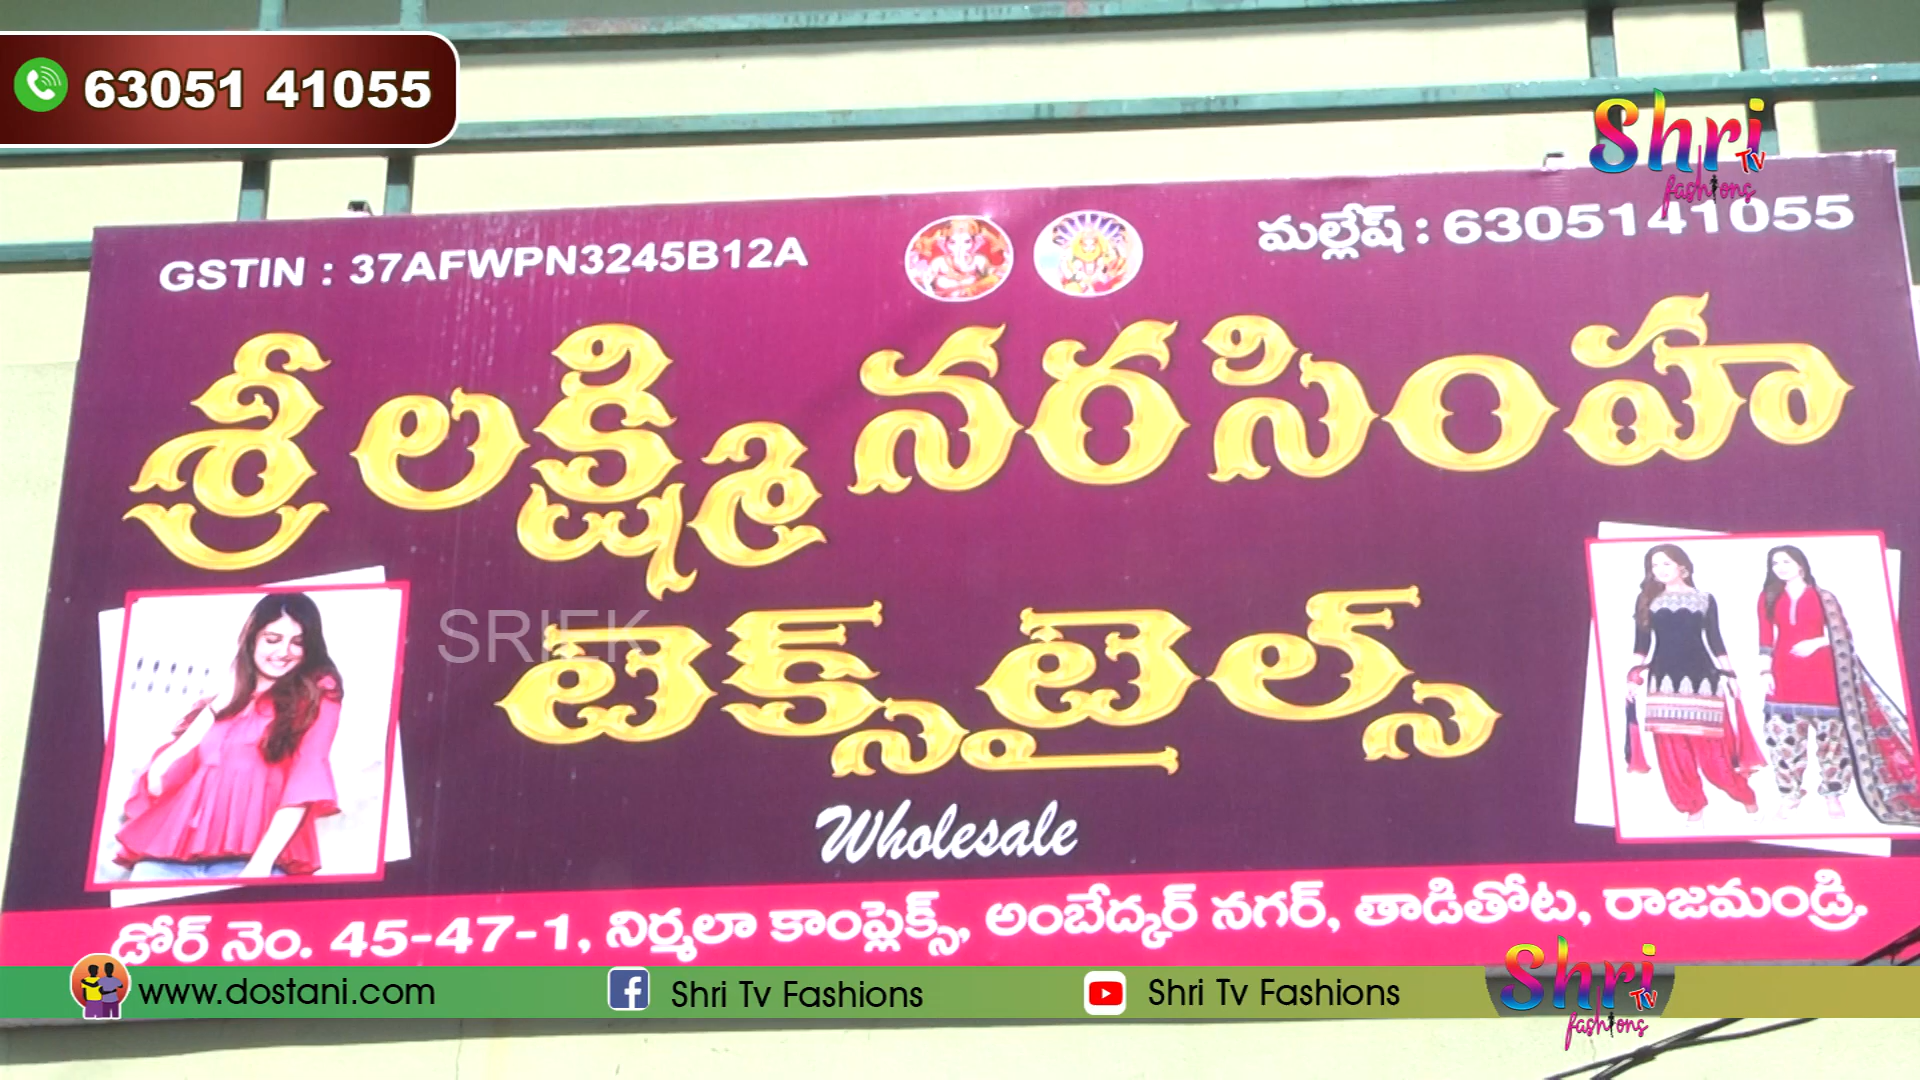 63051 41055
Shri
TV
fashions
GSTIN : 37AFWPN3245B12A
మల్లేష్ : 6305141055
శ్రీ లక్ష్మి నరసింహ
SRIEK
టెక్స్‌టైల్స్
Wholesale
డోర్ నెం. 45-47-1, నిర్మలా కాంప్లెక్స్, అంబేద్కర్ నగర్, తాడితోట, రాజమండ్రి.
www.dostani.com
Shri Tv Fashions
Shri Tv Fashions
Shri
TV
fashions